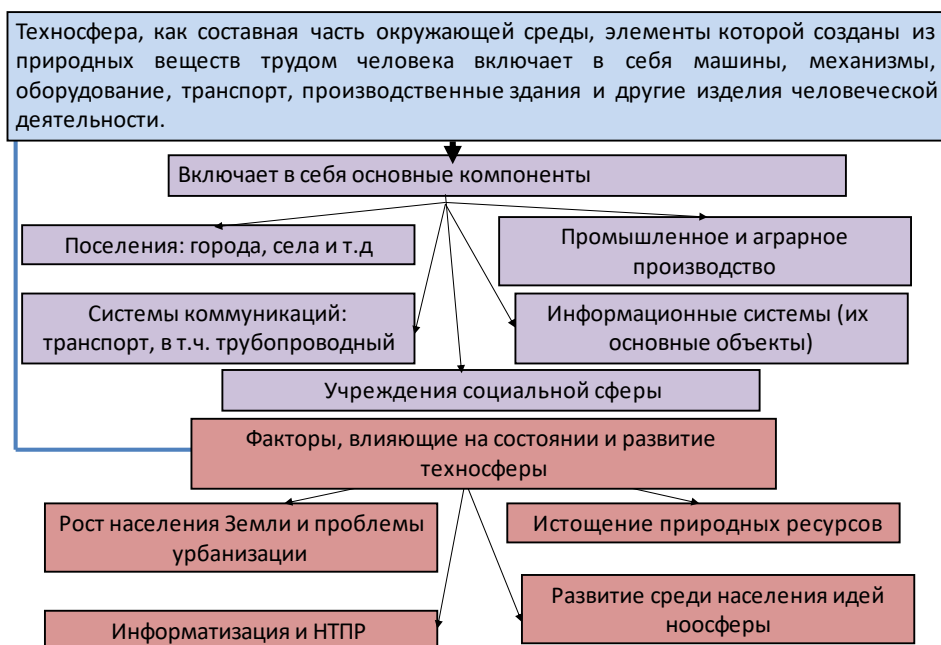 Техносфера, как составная часть окружающей среды, элементы которой созданы из
природных веществ трудом человека включает в себя машины, механизмы,
оборудование, транспорт, производственные здания и другие изделия человеческой
деятельности.
Включает в себя основные компоненты
Поселения: города, села и т.д
Промышленное и аграрное
производство
Системы коммуникаций:
транспорт, в т.ч. трубопроводный
Информационные системы (их
основные объекты)
Учреждения социальной сферы
Факторы, влияющие на состоянии и развитие
техносферы
Рост населения Земли и проблемы
урбанизации
Истощение природных ресурсов
Информатизация и НТПР
Развитие среди населения идей
ноосферы